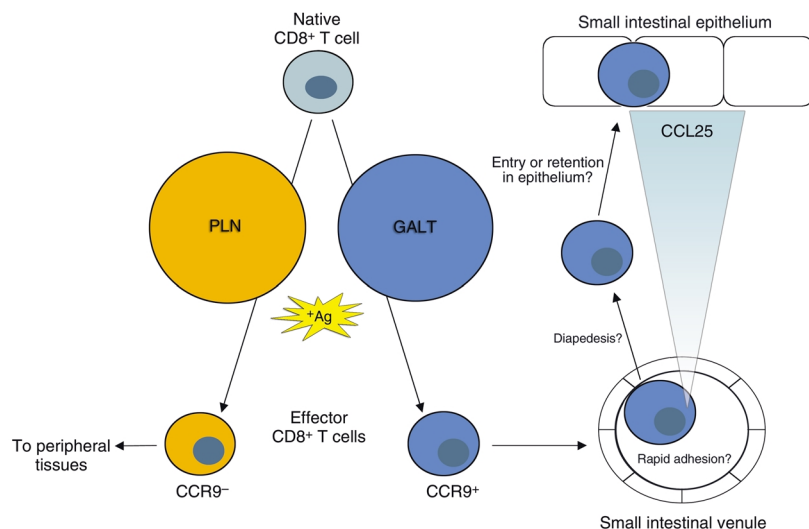 Native
CD8⁺ T cell
Small intestinal epithelium
CCL25
Entry or retention
in epithelium?
PLN
GALT
⁺Ag
Diapedesis?
Effector
CD8⁺ T cells
To peripheral
tissues
Rapid adhesion?
CCR9⁻
CCR9⁺
Small intestinal venule